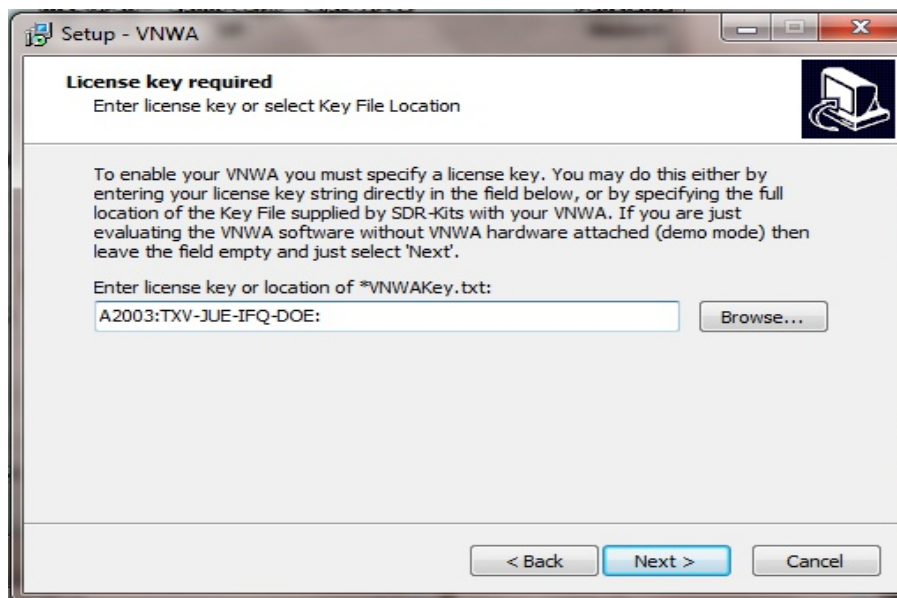 Setup - VNWA
License key required
Enter license key or select Key File Location
To enable your VNWA you must specify a license key. You may do this either by
entering your license key string directly in the field below, or by specifying the full
location of the Key File supplied by SDR-Kits with your VNWA. If you are just
evaluating the VNWA software without VNWA hardware attached (demo mode) then
leave the field empty and just select 'Next'.
Enter license key or location of *VNWAKey.txt:
A2003:TXV-JUE-IFQ-DOE:
Browse...
< Back
Next >
Cancel